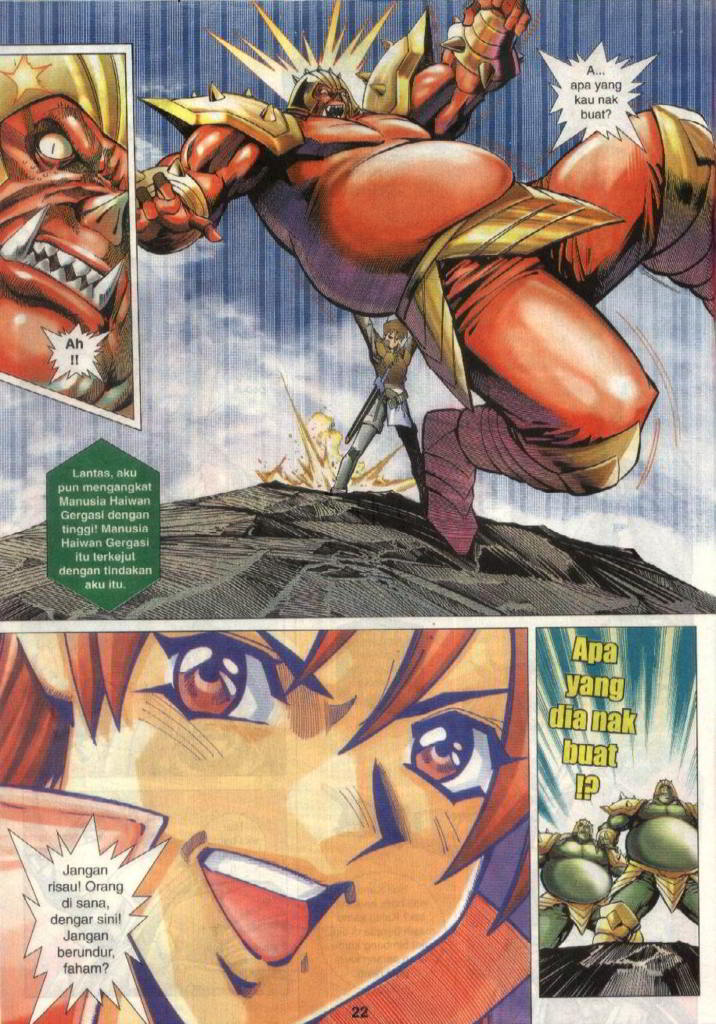 Ah
!!
A...
apa yang
kau nak
buat?
Lantas, aku
pun mengangkat
Manusia Haiwan
Gergasi dengan
tinggi! Manusia
Haiwan Gergasi
itu terkejut
dengan tindakan
aku itu.
Jangan
risau! Orang
di sana,
dengar sini!
Jangan
berundur,
faham?
Apa
yang
dia nak
buat
!?
22